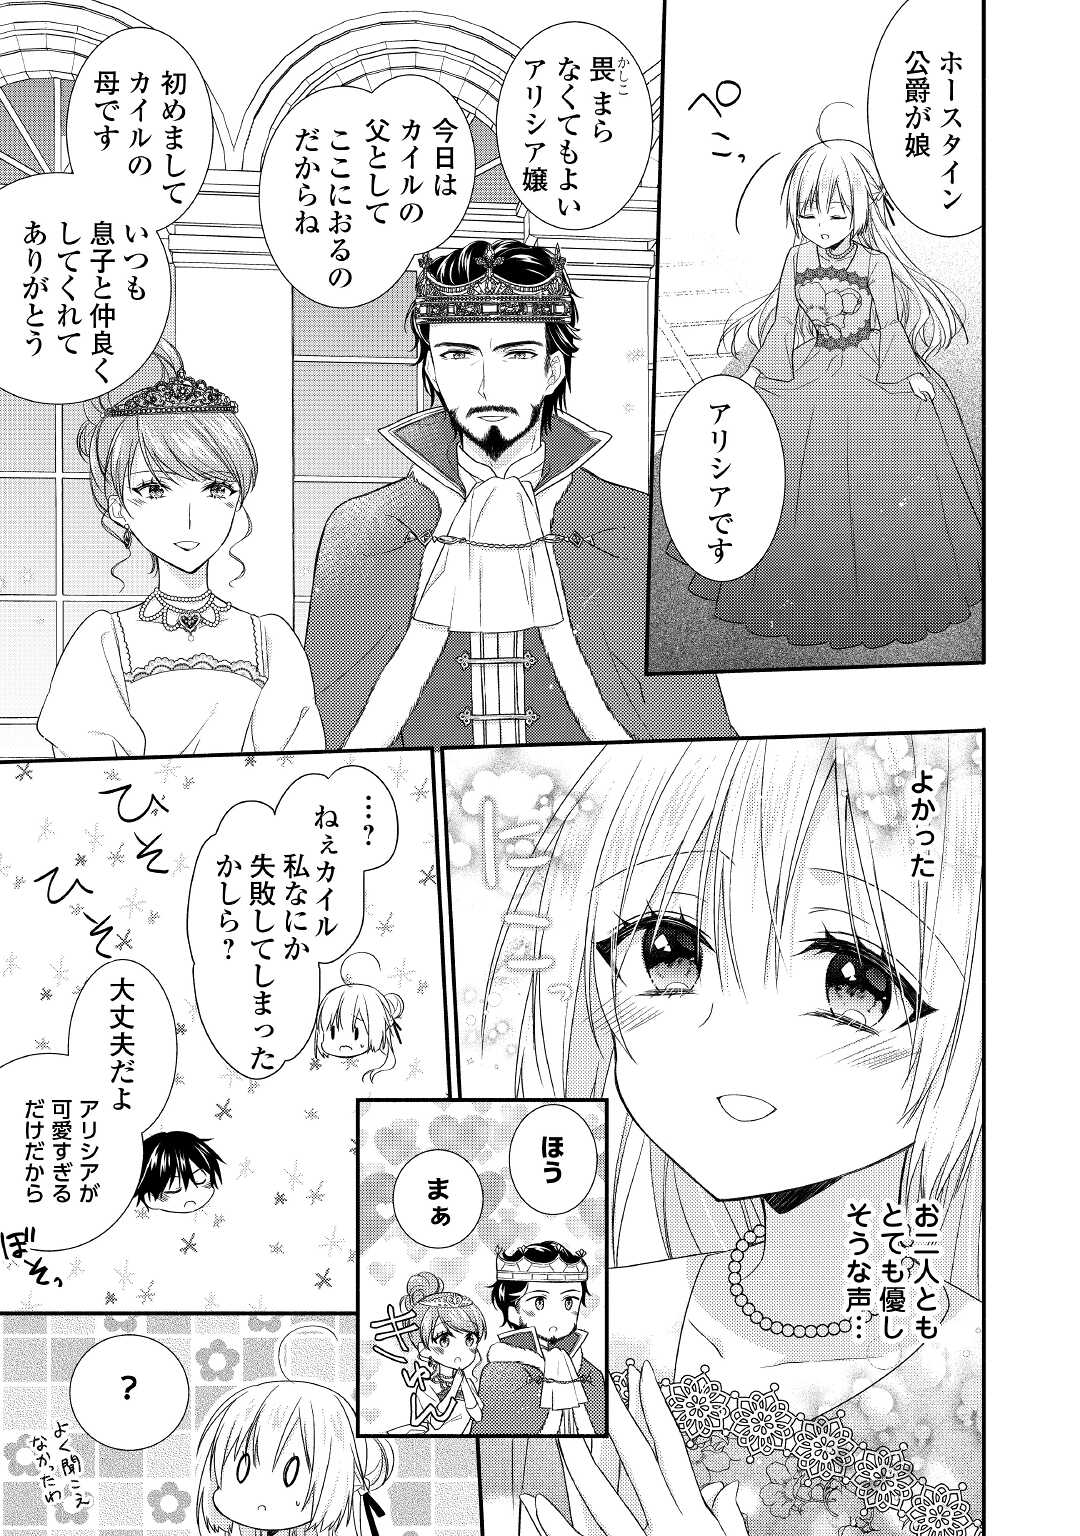 ホースタイン
公爵が娘
ペこっ
アリシアです
畏まら
かしこ
なくてもよい
アリシア嬢
今日は
カイルの
父として
ここにおるの
だからね
初めまして
カイルの
母です
いつも
息子と仲良く
してくれて
ありがとう
よかった
お二人とも
とても優し
そうな声…
ニコ
ニコ
ほう
まぁ
きゅん
…?
ねぇカイル
私なにか
失敗してしまった
かしら？
ひそ
ひそ
大丈夫だよ
アリシアが
可愛すぎる
だけだから
ぼそっ
？
よく聞こえ
なかったわ